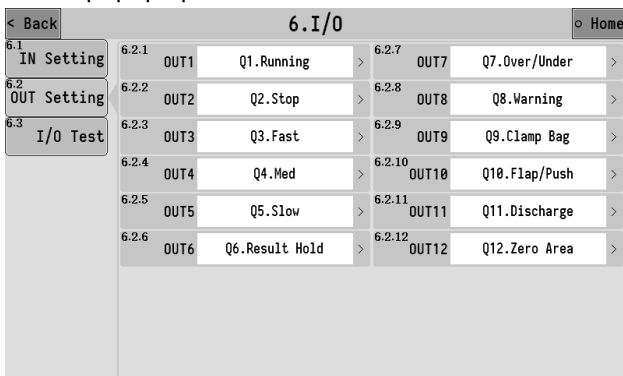 < Back
6.I/O
○ Home
6.1 IN Setting
6.2 OUT Setting
6.3 I/O Test
6.2.1 OUT1 Q1.Running >
6.2.2 OUT2 Q2.Stop >
6.2.3 OUT3 Q3.Fast >
6.2.4 OUT4 Q4.Med >
6.2.5 OUT5 Q5.Slow >
6.2.6 OUT6 Q6.Result Hold >
6.2.7 OUT7 Q7.Over/Under >
6.2.8 OUT8 Q8.Warning >
6.2.9 OUT9 Q9.Clamp Bag >
6.2.10 OUT10 Q10.Flap/Push >
6.2.11 OUT11 Q11.Discharge >
6.2.12 OUT12 Q12.Zero Area >